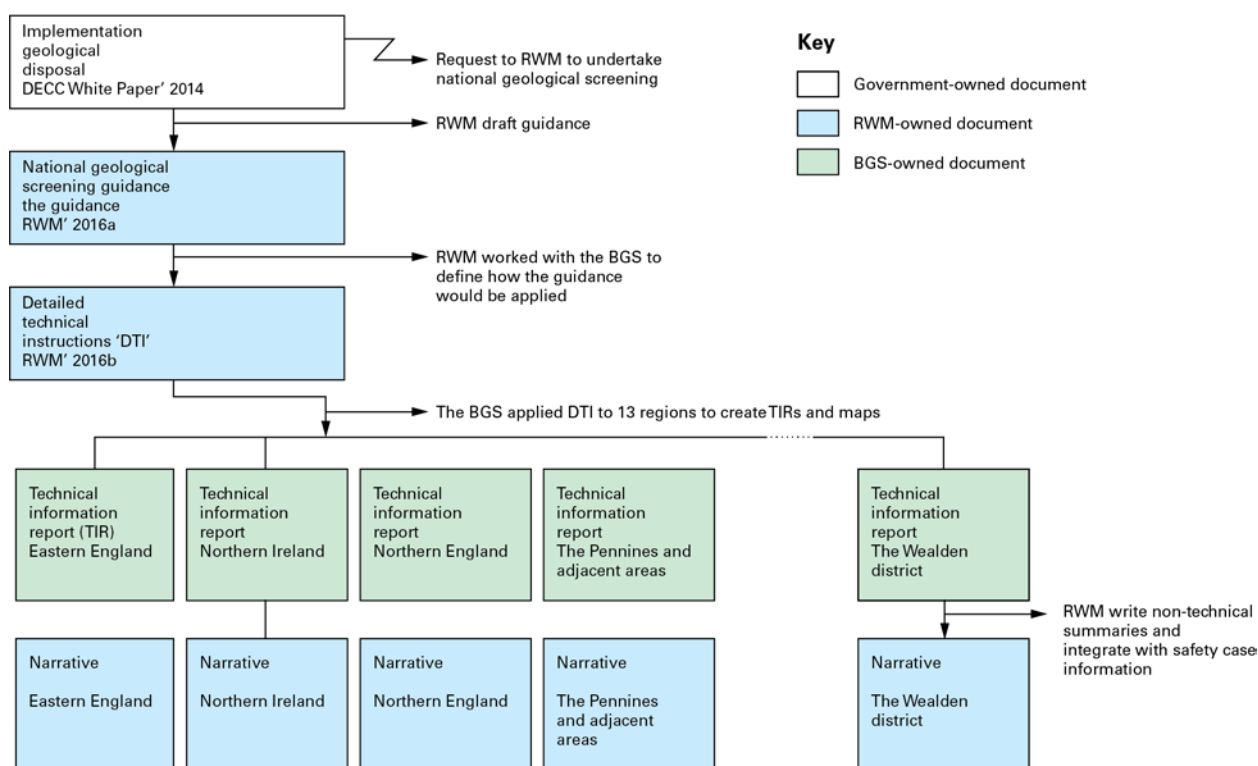 Implementation
geological
disposal
DECC White Paper' 2014
Request to RWM to undertake
national geological screening
RWM draft guidance
National geological
screening guidance
the guidance
RWM' 2016a
RWM worked with the BGS to
define how the guidance
would be applied
Detailed
technical
instructions 'DTI'
RWM' 2016b
The BGS applied DTI to 13 regions to create TIRs and maps
Key
Government-owned document
RWM-owned document
BGS-owned document
Technical
information
report (TIR)
Eastern England
Technical
information
report
Northern Ireland
Technical
information
report
Northern England
Technical
information
report
The Pennines and
adjacent areas
Technical
information
report
The Wealden
district
RWM write non-technical
summaries and
integrate with safety case
information
Narrative
Eastern England
Narrative
Northern Ireland
Narrative
Northern England
Narrative
The Pennines
and adjacent
areas
Narrative
The Wealden
district